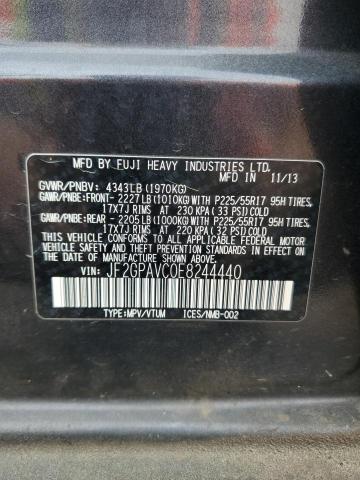 MFD BY FUJI HEAVY INDUSTRIES LTD.
MFD IN 11/13
GVWR/PNBV: 4343LB (1970KG)
GAWR/PNBE:FRONT- 2227LB (1010KG) WITH P225/55R17 95H TIRES,
17X7J RIMS AT 230 KPA (33 PSI) COLD
GAWR/PNBE:REAR - 2205LB (1000KG) WITH P225/55R17 95H TIRES,
17X7J RIMS AT 220 KPA (32 PSI) COLD
THIS VEHICLE CONFORMS TO ALL APPLICABLE FEDERAL MOTOR
VEHICLE SAFETY AND THEFT PREVENTION STANDARDS IN EFFECT
ON THE DATE OF MANUFACTURE SHOWN ABOVE.
VIN: JF2GPAVC0E8244440
TYPE:MPV/VTUM ICES/NMB-002